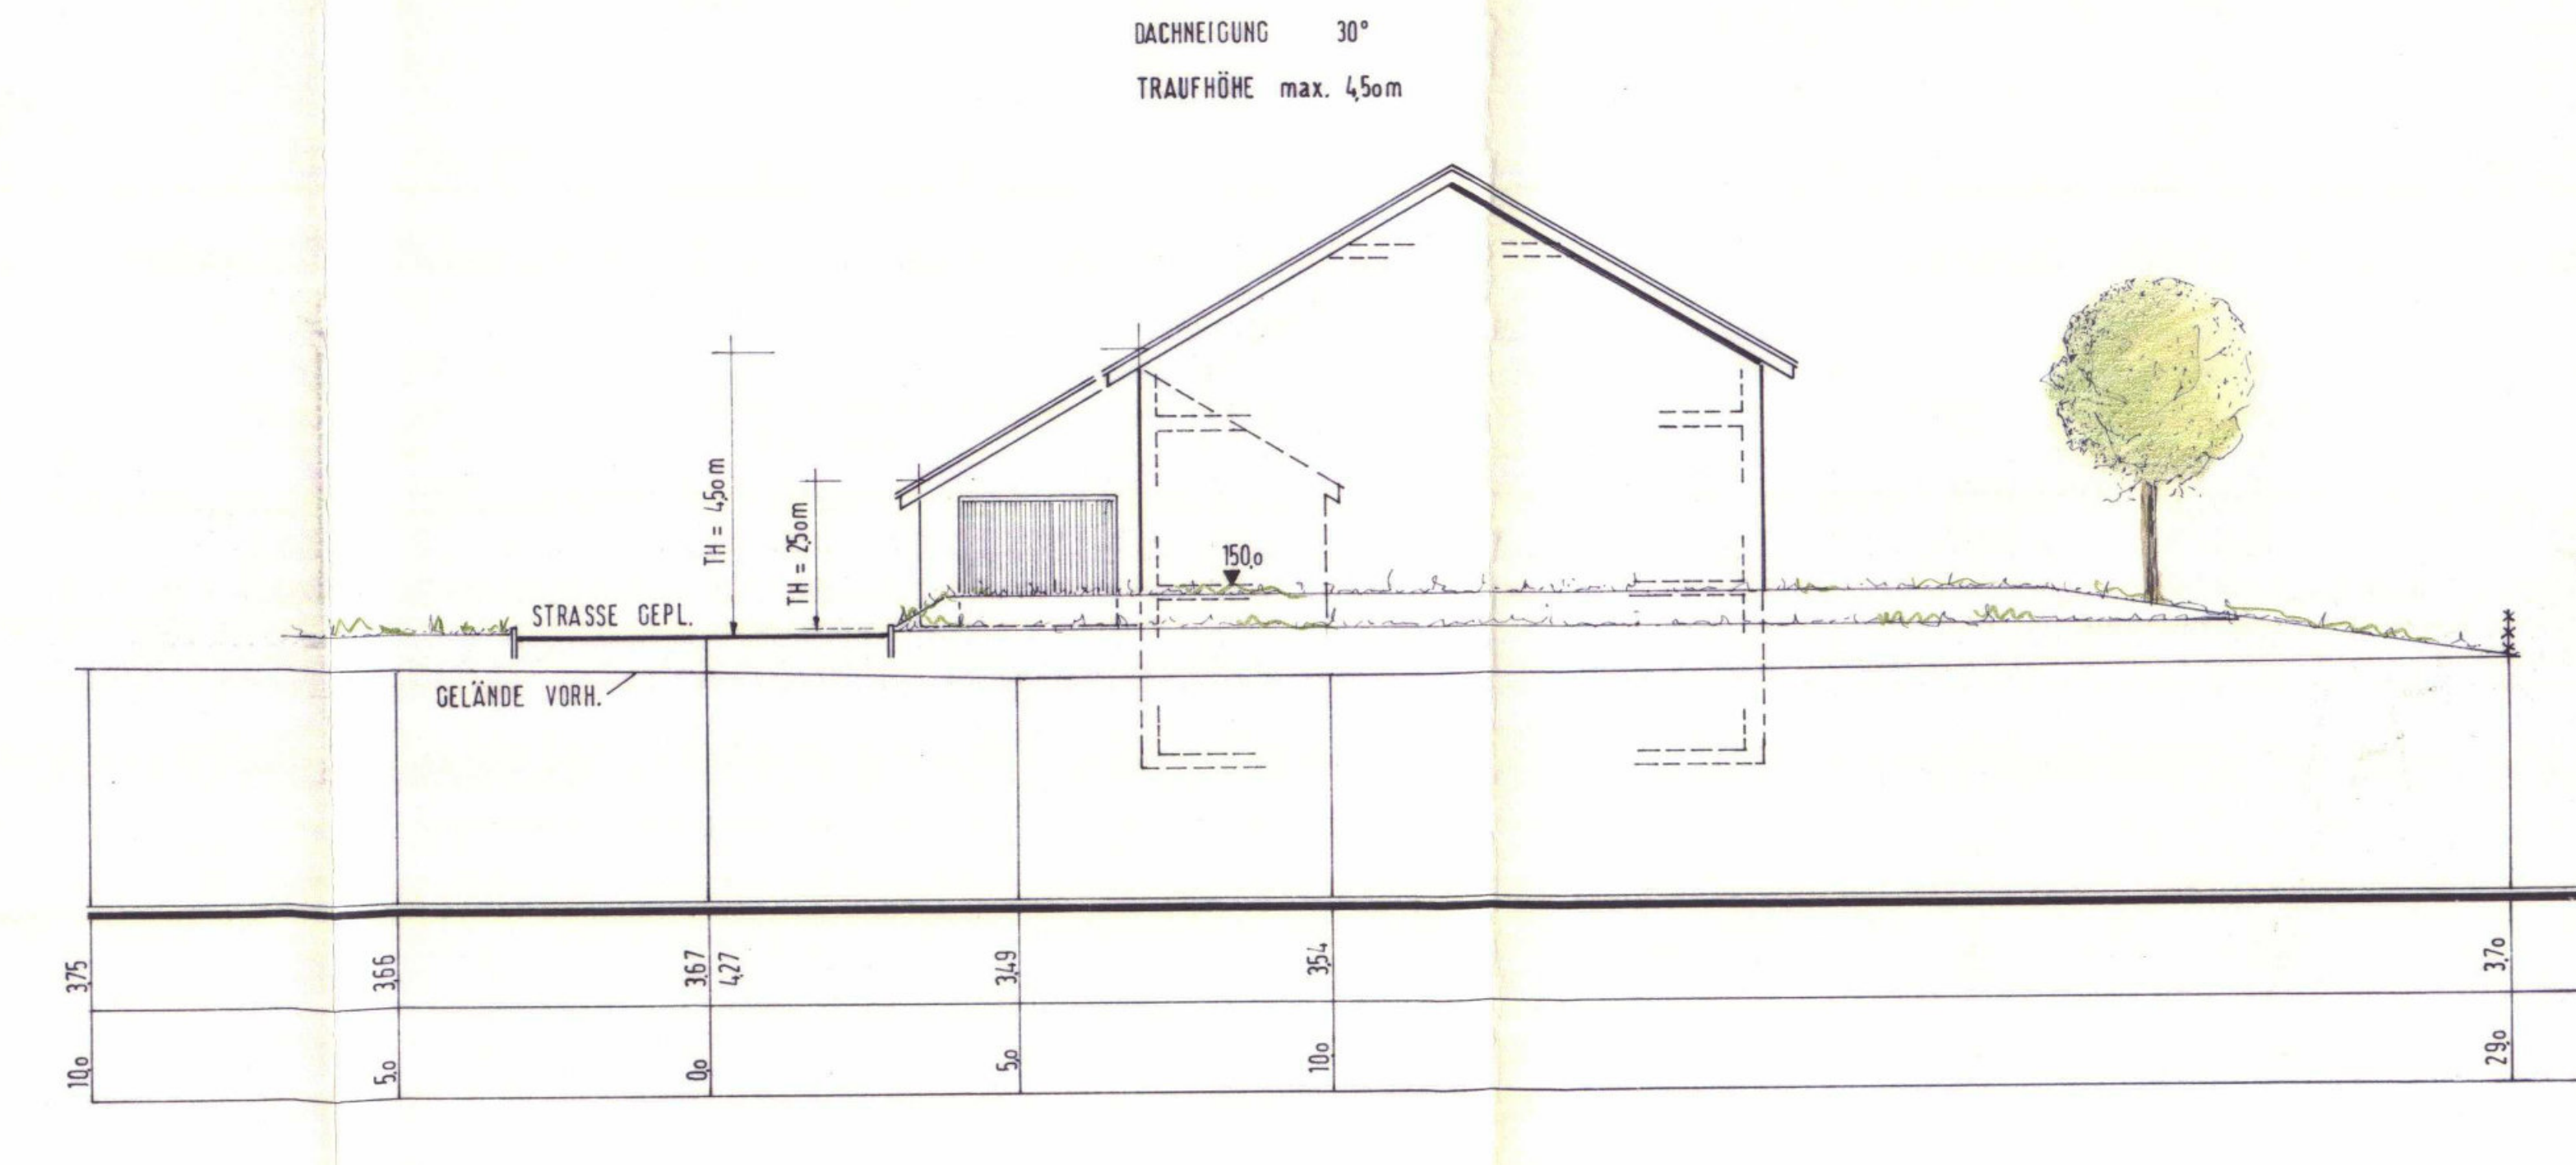 DACHNEIGUNG 30°
TRAUFHÖHE max. 4,50m
TH = 4,50m
TH = 2,50m
150,0
STRASSE GEPL.
GELÄNDE VORH.
3,75
3,66
3,67
4,27
3,49
3,54
3,70
10,0
5,0
0,0
5,0
10,0
29,0